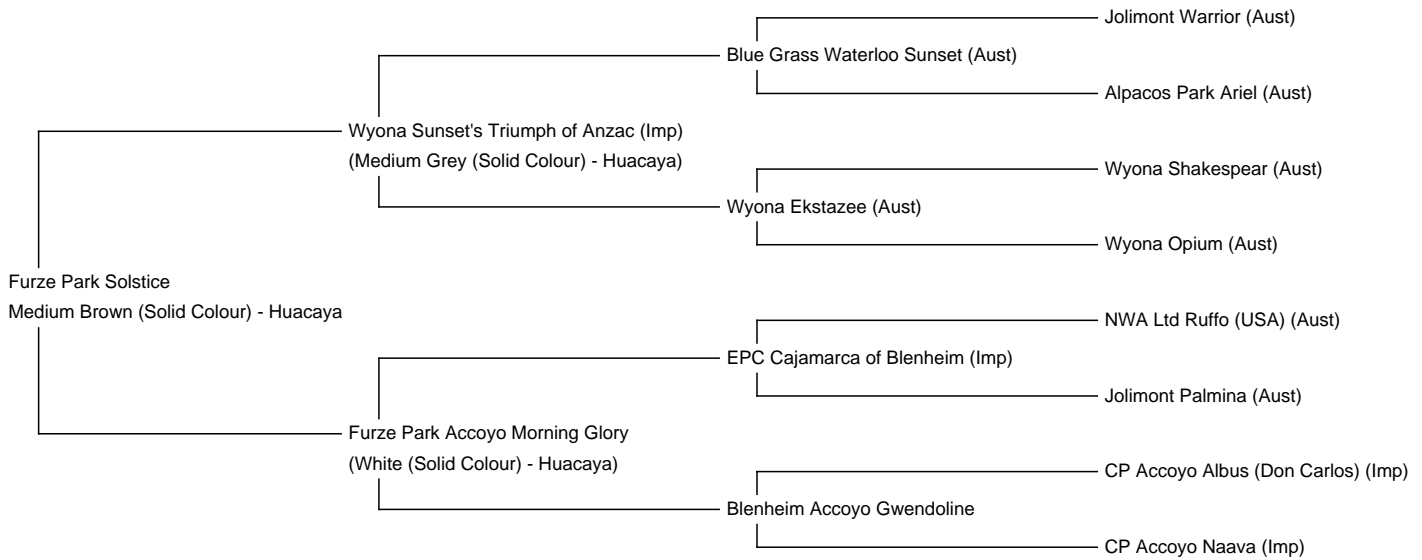 Jolimont Warrior (Aust)
Blue Grass Waterloo Sunset (Aust)
Alpacos Park Ariel (Aust)
Wyona Sunset's Triumph of Anzac (Imp)
(Medium Grey (Solid Colour) - Huacaya)
Wyona Shakespear (Aust)
Wyona Ekstazee (Aust)
Wyona Opium (Aust)
Furze Park Solstice
Medium Brown (Solid Colour) - Huacaya
NWA Ltd Ruffo (USA) (Aust)
EPC Cajamarca of Blenheim (Imp)
Jolimont Palmina (Aust)
Furze Park Accoyo Morning Glory
(White (Solid Colour) - Huacaya)
CP Accoyo Albus (Don Carlos) (Imp)
Blenheim Accoyo Gwendoline
CP Accoyo Naava (Imp)